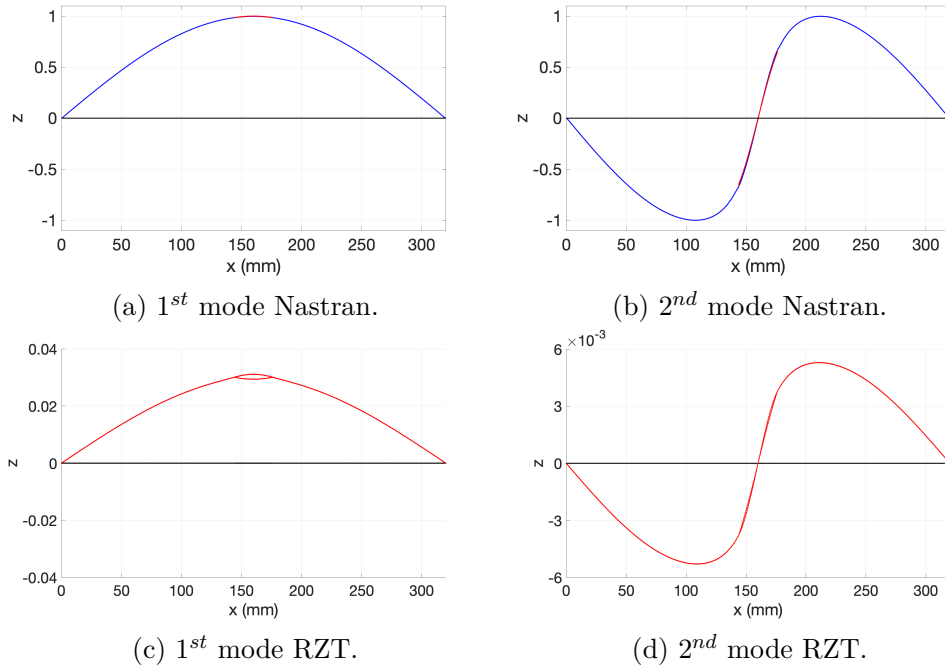 1
0.5
0
-0.5
-1
z
0 50 100 150 200 250 300
x (mm)
(a) 1st mode Nastran.
1
0.5
0
-0.5
-1
z
0 50 100 150 200 250 300
x (mm)
(b) 2nd mode Nastran.
0.04
0.02
0
-0.02
-0.04
z
0 50 100 150 200 250 300
x (mm)
(c) 1st mode RZT.
×10-3
6
3
0
-3
-6
z
0 50 100 150 200 250 300
x (mm)
(d) 2nd mode RZT.